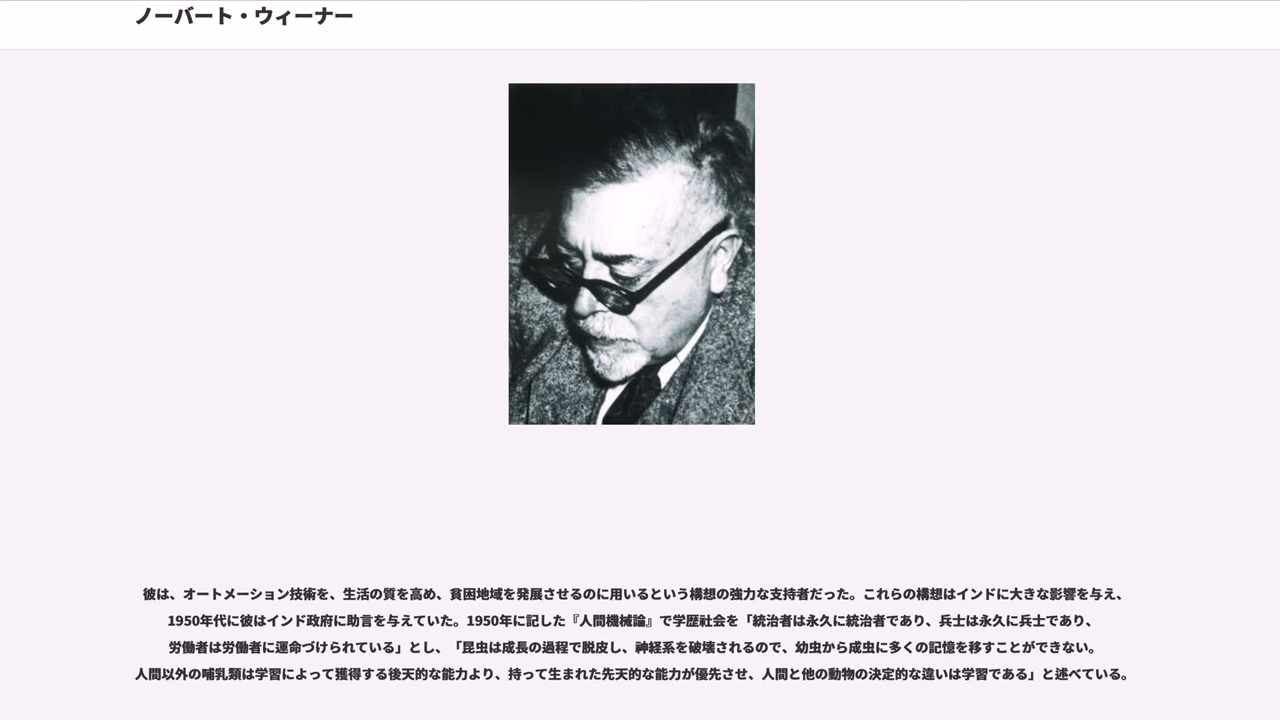 ノーバート・ウィーナー
彼は、オートメーション技術を、生活の質を高め、貧困地域を発展させるのに用いるという構想の強力な支持者だった。これらの構想はインドに大きな影響を与え、
1950年代に彼はインド政府に助言を与えていた。1950年に記した『人間機械論』で学歴社会を「統治者は永久に統治者であり、兵士は永久に兵士であり、
労働者は労働者に運命づけられている」とし、「昆虫は成長の過程で脱皮し、神経系を破壊されるので、幼虫から成虫に多くの記憶を移すことができない。
人間以外の哺乳類は学習によって獲得する後天的な能力より、持って生まれた先天的な能力が優先させ、人間と他の動物の決定的な違いは学習である」と述べている。